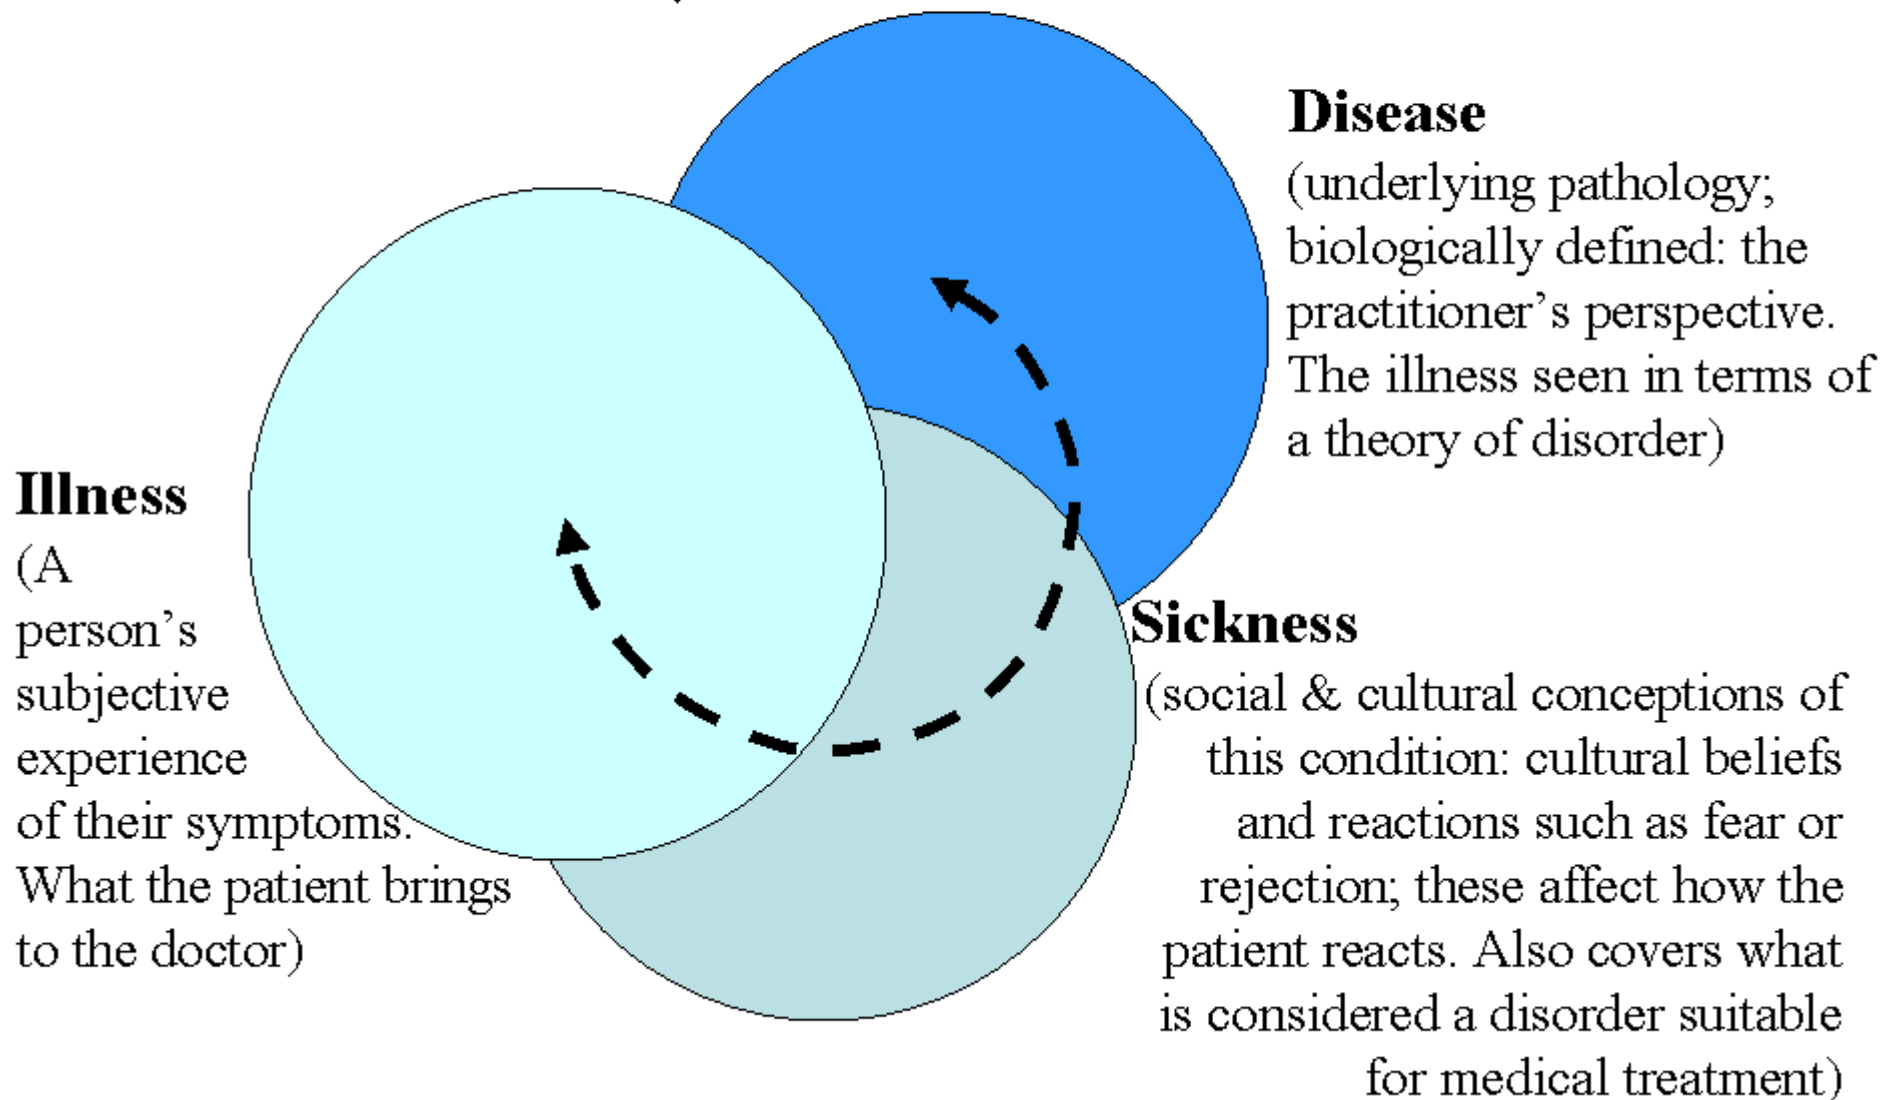 Disease
(underlying pathology;
biologically defined: the
practitioner’s perspective.
The illness seen in terms of
a theory of disorder)
Illness
(A
person’s
subjective
experience
of their symptoms.
What the patient brings
to the doctor)
Sickness
(social & cultural conceptions of
this condition: cultural beliefs
and reactions such as fear or
rejection; these affect how the
patient reacts. Also covers what
is considered a disorder suitable
for medical treatment)